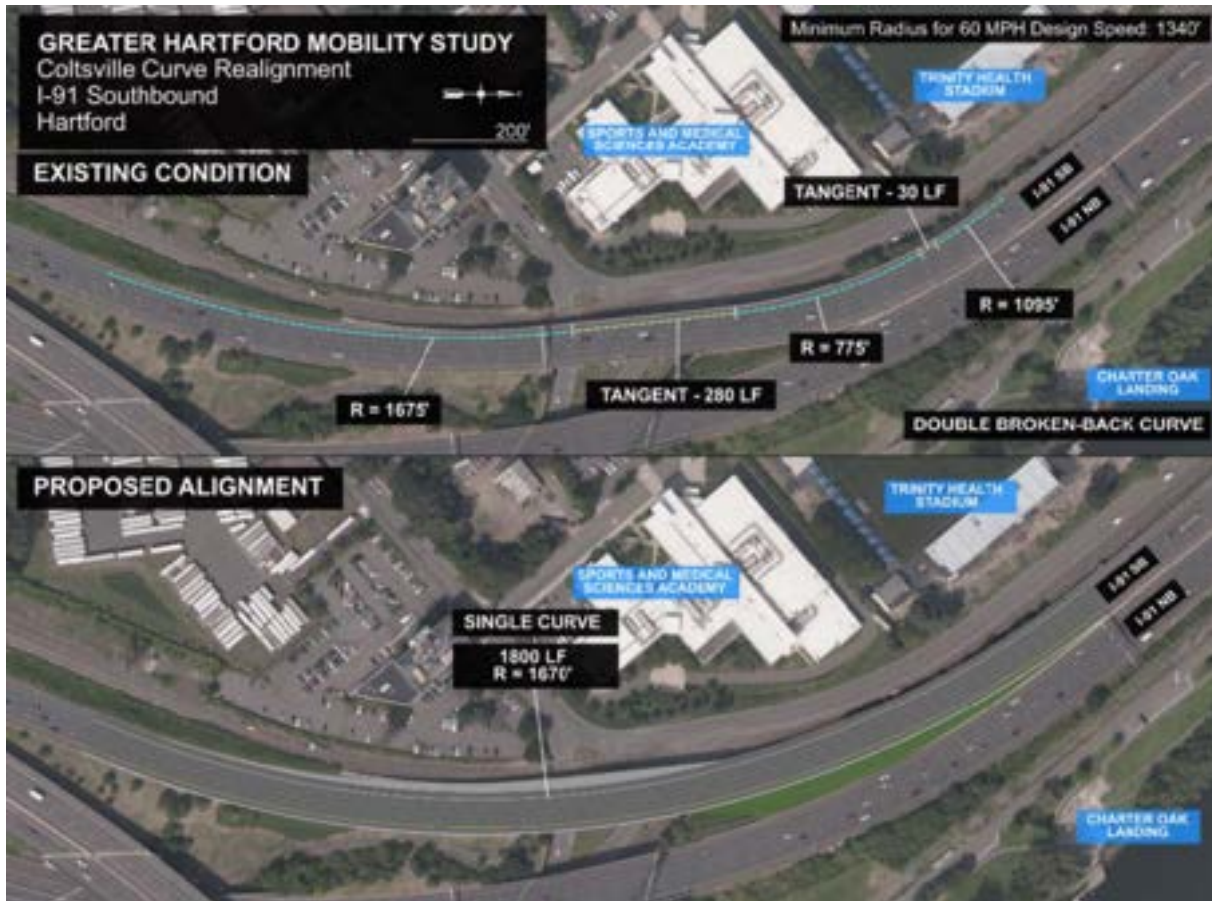 GREATER HARTFORD MOBILITY STUDY
Coltsville Curve Realignment
I-91 Southbound
Hartford
200'
Minimum Radius for 60 MPH Design Speed: 1340'
EXISTING CONDITION
TRINITY HEALTH
STADIUM
SPORTS AND MEDICAL
SCIENCES ACADEMY
TANGENT - 30 LF
I-91 SB
I-91 NB
R = 1095'
R = 775'
TANGENT - 280 LF
R = 1675'
CHARTER OAK
LANDING
DOUBLE BROKEN-BACK CURVE
PROPOSED ALIGNMENT
TRINITY HEALTH
STADIUM
SPORTS AND MEDICAL
SCIENCES ACADEMY
I-91 SB
I-91 NB
SINGLE CURVE
1800 LF
R = 1670'
CHARTER OAK
LANDING